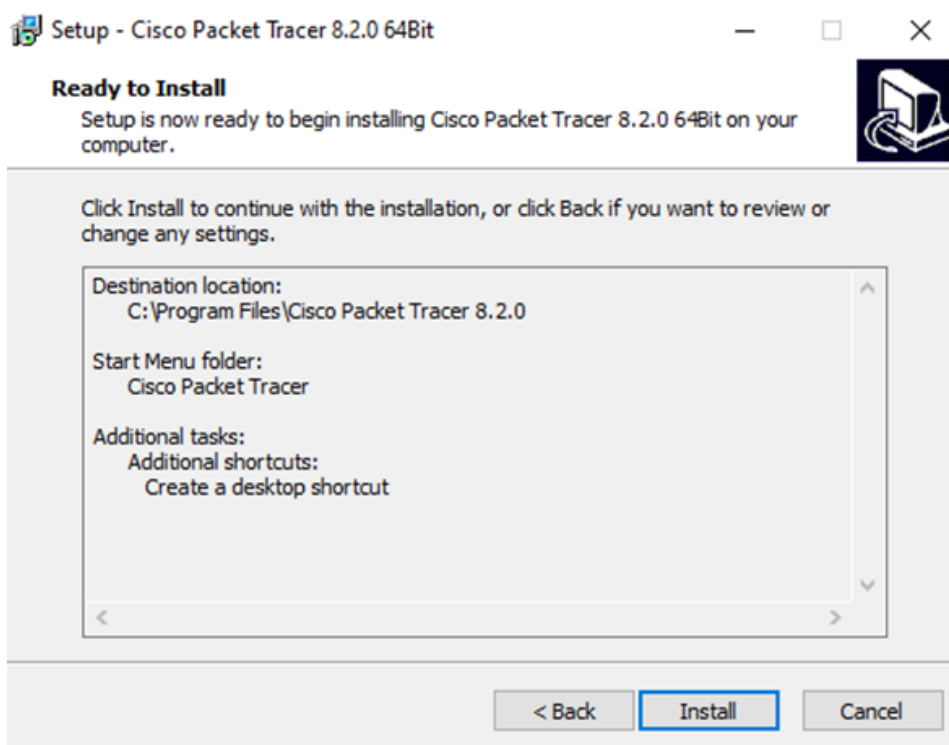 Setup - Cisco Packet Tracer 8.2.0 64Bit
Ready to Install
Setup is now ready to begin installing Cisco Packet Tracer 8.2.0 64Bit on your
computer.
Click Install to continue with the installation, or click Back if you want to review or
change any settings.
Destination location:
C:\Program Files\Cisco Packet Tracer 8.2.0
Start Menu folder:
Cisco Packet Tracer
Additional tasks:
Additional shortcuts:
Create a desktop shortcut
< Back Install Cancel